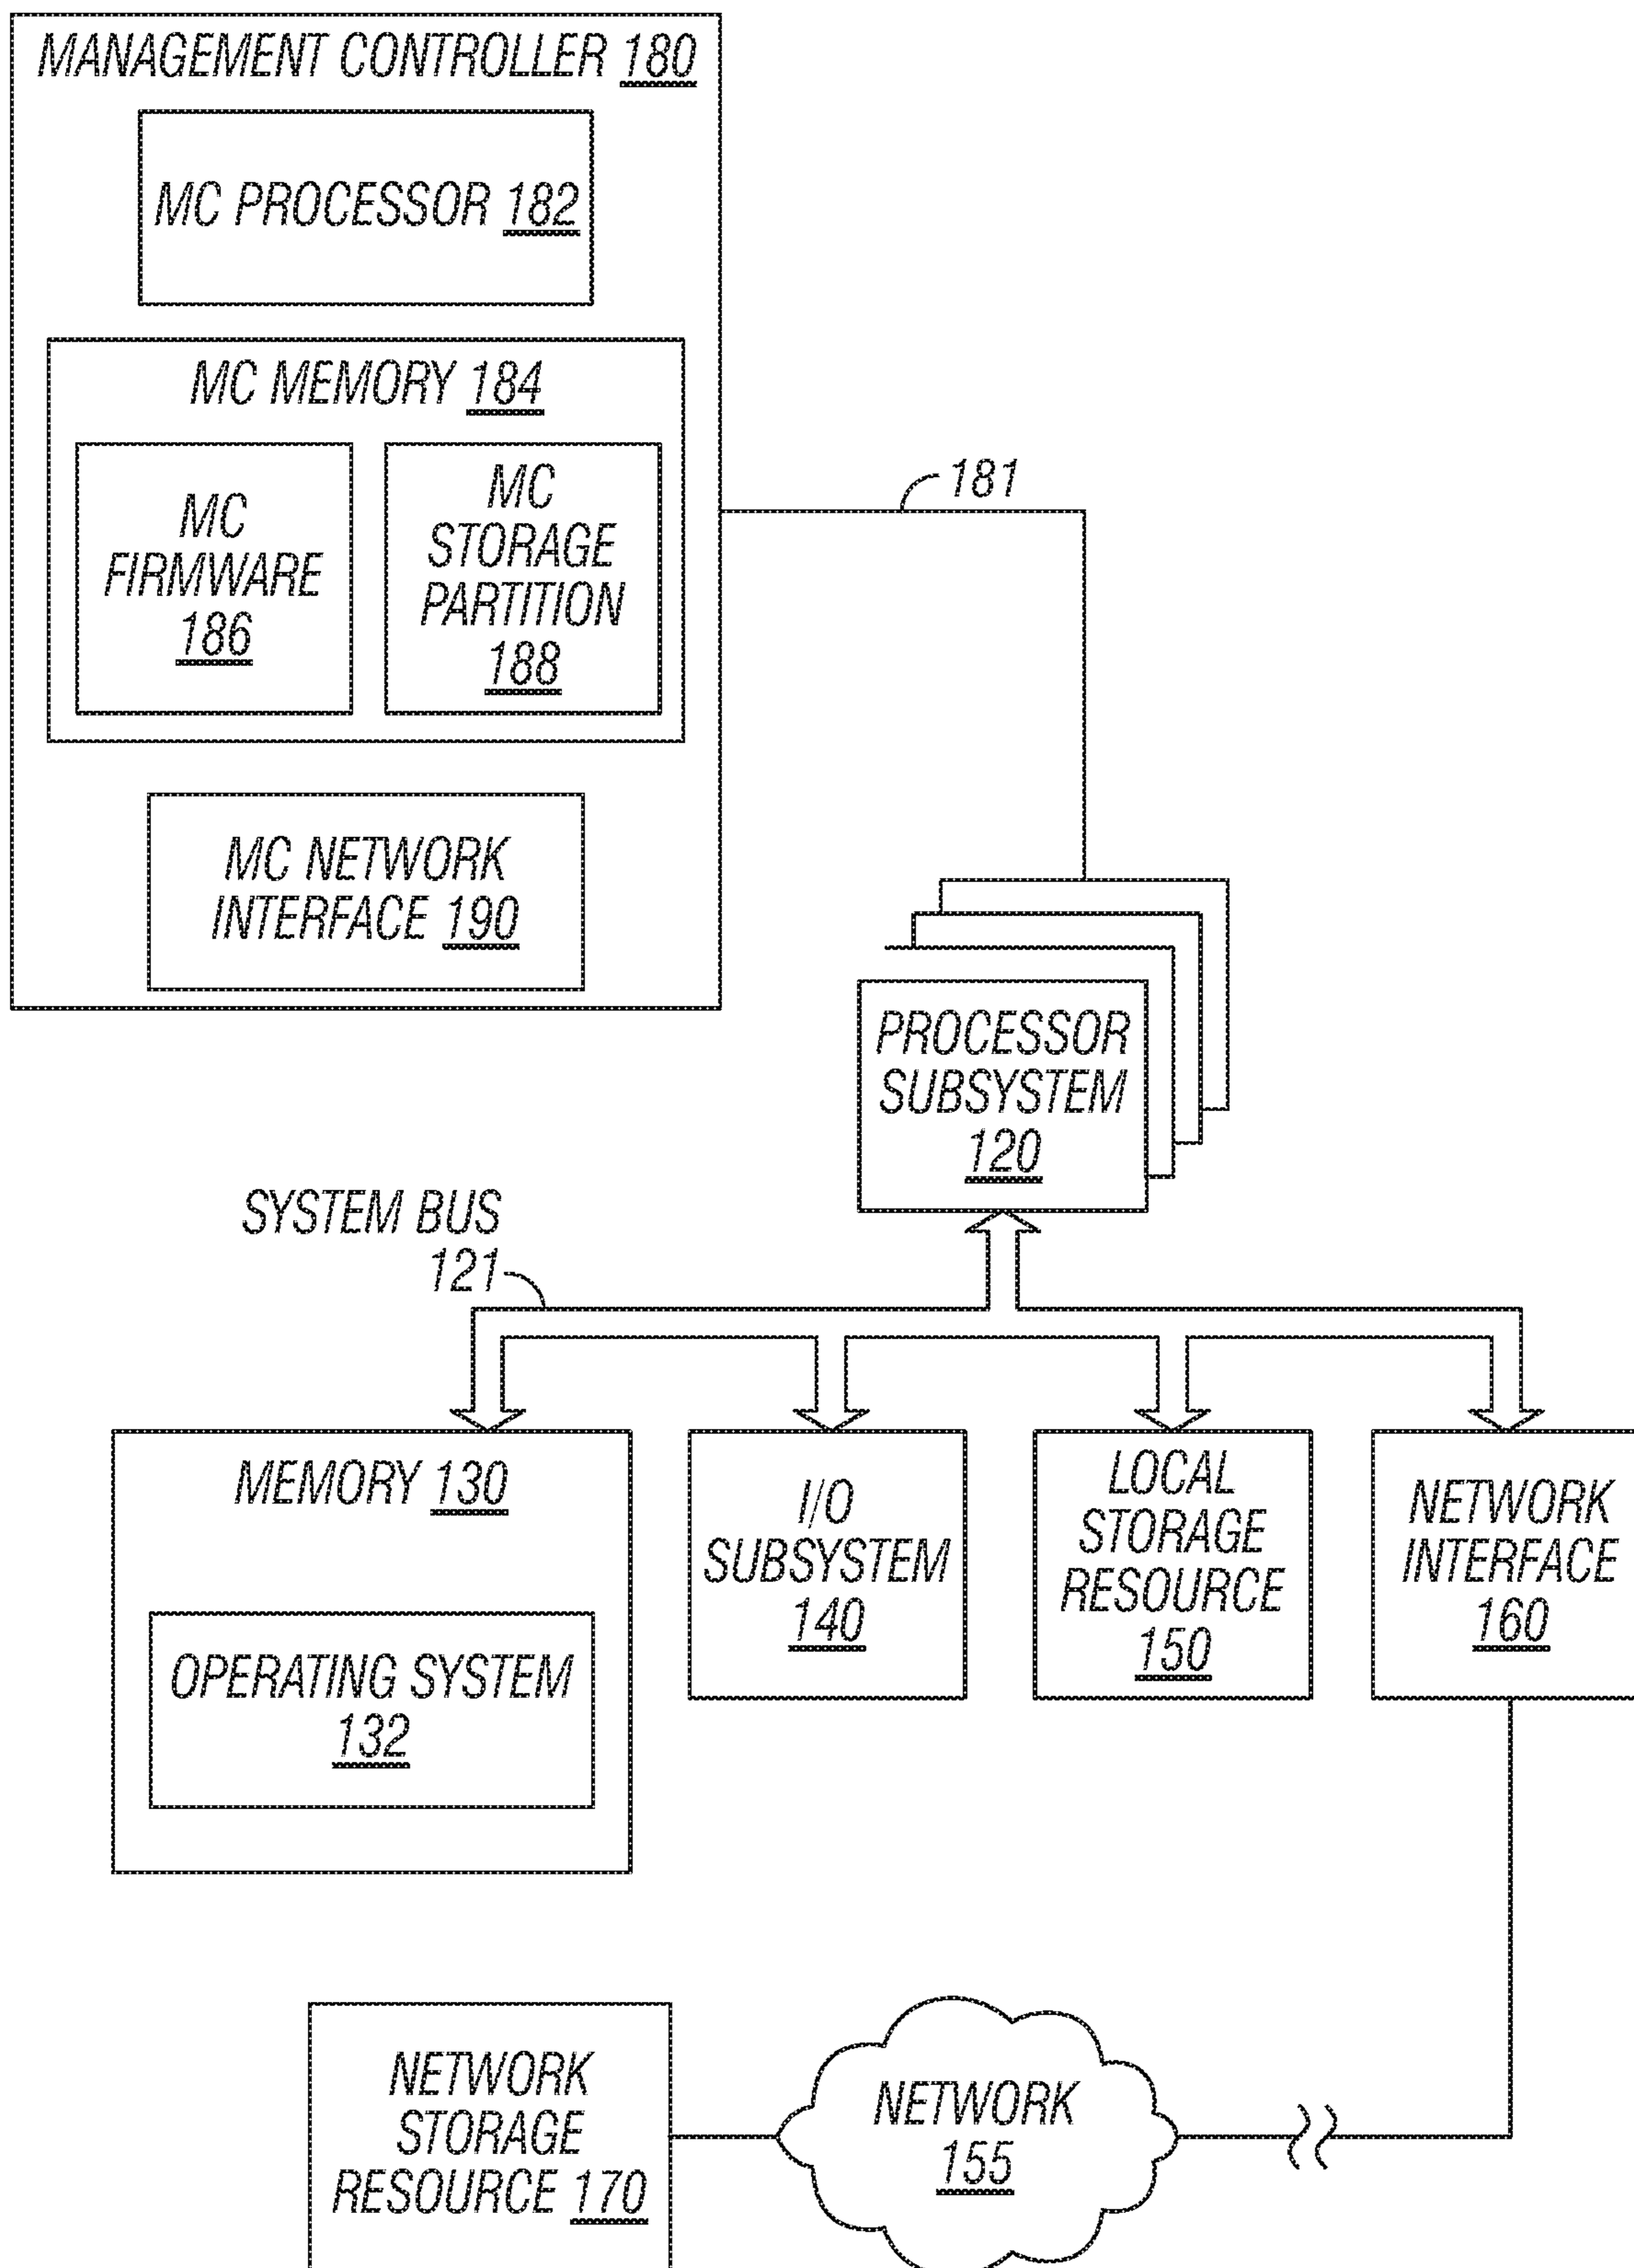 MANAGEMENT CONTROLLER 180
MC PROCESSOR 182
MC MEMORY 184
MC
FIRMWARE
186
MC
STORAGE
PARTITION
188
MC NETWORK
INTERFACE 190
181
PROCESSOR
SUBSYSTEM
120
SYSTEM BUS
121
MEMORY 130
OPERATING SYSTEM
132
I/O
SUBSYSTEM
140
LOCAL
STORAGE
RESOURCE
150
NETWORK
INTERFACE
160
NETWORK
STORAGE
RESOURCE 170
NETWORK
155